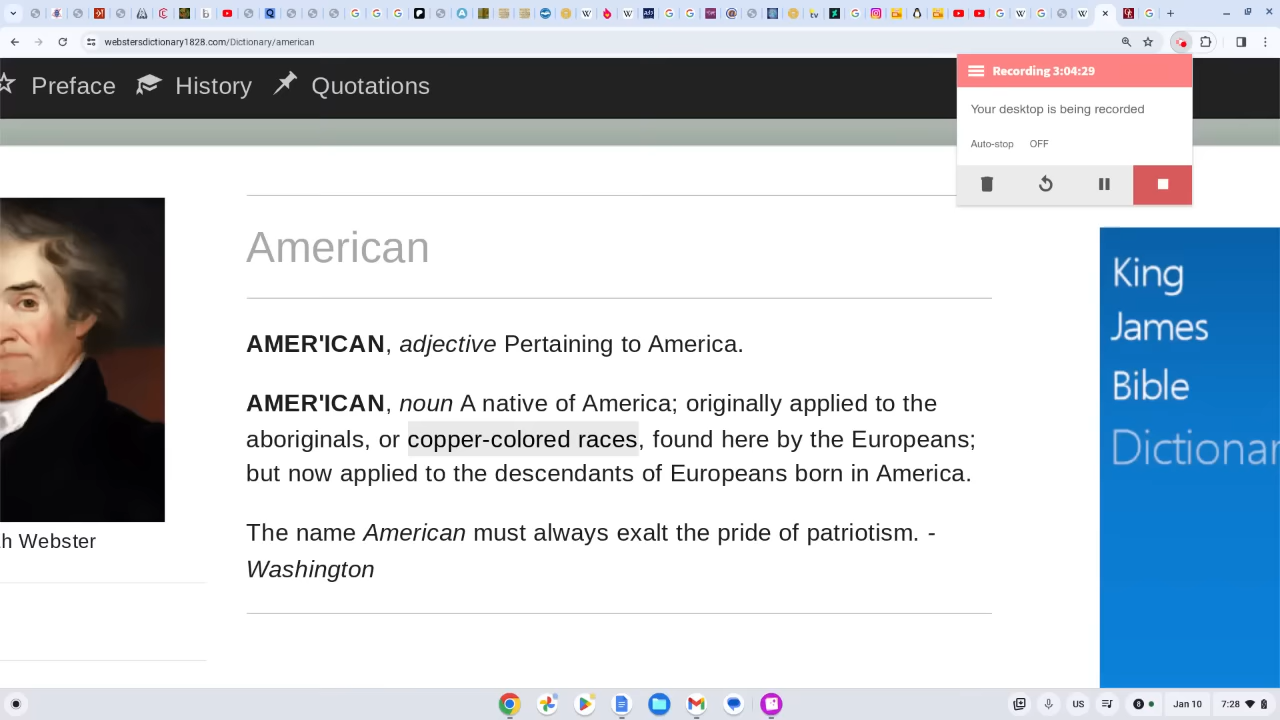 webstersdictionary1828.com/Dictionary/american
Preface History Quotations
Recording 3:04:29
Your desktop is being recorded
Auto-stop OFF
American
AMER'ICAN, adjective Pertaining to America.
AMER'ICAN, noun A native of America; originally applied to the
aboriginals, or copper-colored races, found here by the Europeans;
but now applied to the descendants of Europeans born in America.
The name American must always exalt the pride of patriotism. -
Washington
h Webster
King
James
Bible
Dictionar
US
8
Jan 10
7:28